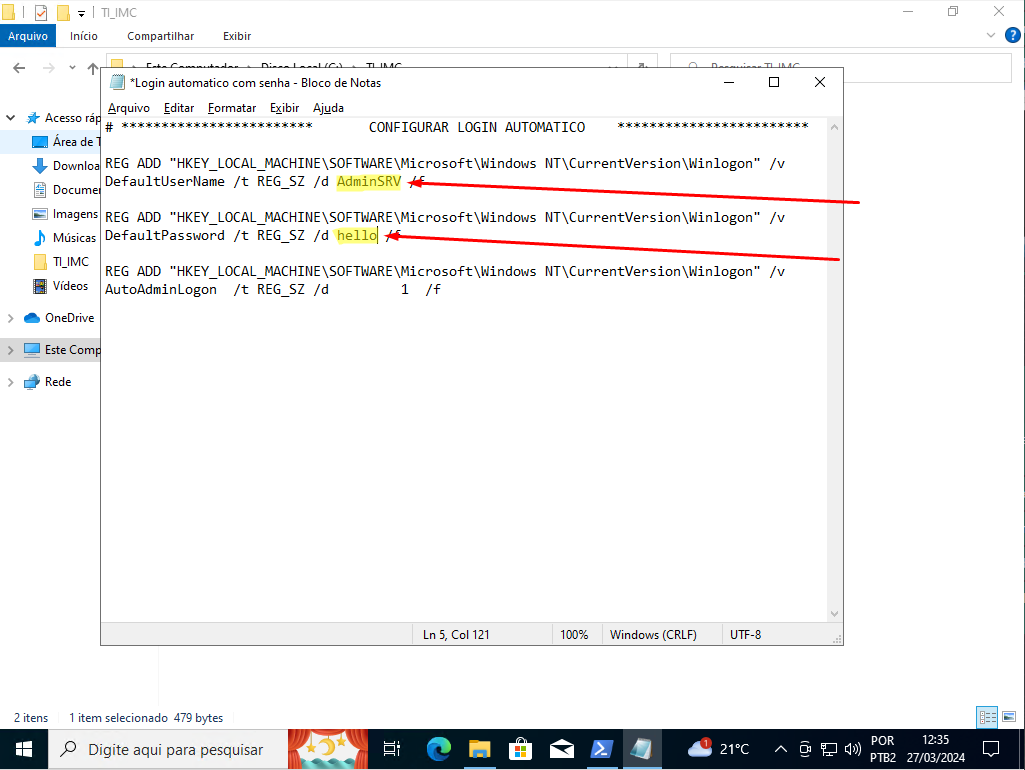 TI_IMC
Arquivo Início Compartilhar Exibir
Este Computador Disco Local (C:) TI_IMC
Pesquisar TI_IMC
*Login automatico com senha - Bloco de Notas
Arquivo Editar Formatar Exibir Ajuda
# ************************ CONFIGURAR LOGIN AUTOMATICO ************************
REG ADD "HKEY_LOCAL_MACHINE\SOFTWARE\Microsoft\Windows NT\CurrentVersion\Winlogon" /v
DefaultUserName /t REG_SZ /d AdminSRV /f
REG ADD "HKEY_LOCAL_MACHINE\SOFTWARE\Microsoft\Windows NT\CurrentVersion\Winlogon" /v
DefaultPassword /t REG_SZ /d hello /f
REG ADD "HKEY_LOCAL_MACHINE\SOFTWARE\Microsoft\Windows NT\CurrentVersion\Winlogon" /v
AutoAdminLogon /t REG_SZ /d 1 /f
Acesso ráp
Área de T
Downloa
Documen
Imagens
Músicas
TI_IMC
Vídeos
OneDrive
Este Comp
Rede
Ln 5, Col 121 100% Windows (CRLF) UTF-8
2 itens 1 item selecionado 479 bytes
Digite aqui para pesquisar
1
21°C
POR
PTB2
12:35
27/03/2024